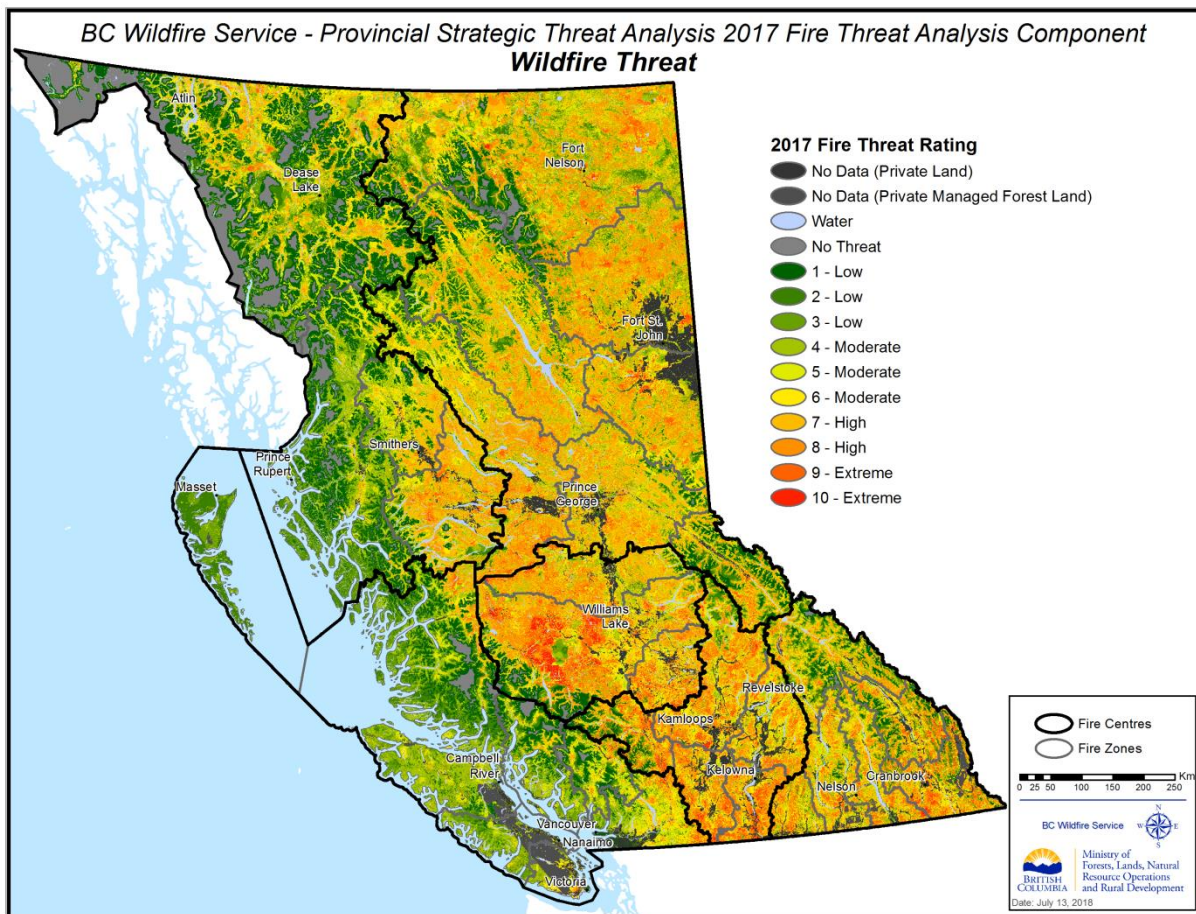 BC Wildfire Service - Provincial Strategic Threat Analysis 2017 Fire Threat Analysis Component
Wildfire Threat
Atlin
Dease
Lake
Fort
Nelson
2017 Fire Threat Rating
No Data (Private Land)
No Data (Private Managed Forest Land)
Water
No Threat
1 - Low
2 - Low
3 - Low
4 - Moderate
5 - Moderate
6 - Moderate
7 - High
8 - High
9 - Extreme
10 - Extreme
Fort St.
John
Smithers
Prince
Rupert
Masset
Prince
George
Williams
Lake
Revelstoke
Kamloops
Kelowna
Nelson
Cranbrook
Campbell
River
Vancouver
Nanaimo
Victoria
Fire Centres
Fire Zones
Km
0 25 50 100 150 200 250
BC Wildfire Service
N
W E
S
BRITISH
COLUMBIA
Ministry of
Forests, Lands, Natural
Resource Operations
and Rural Development
Date: July 13, 2018